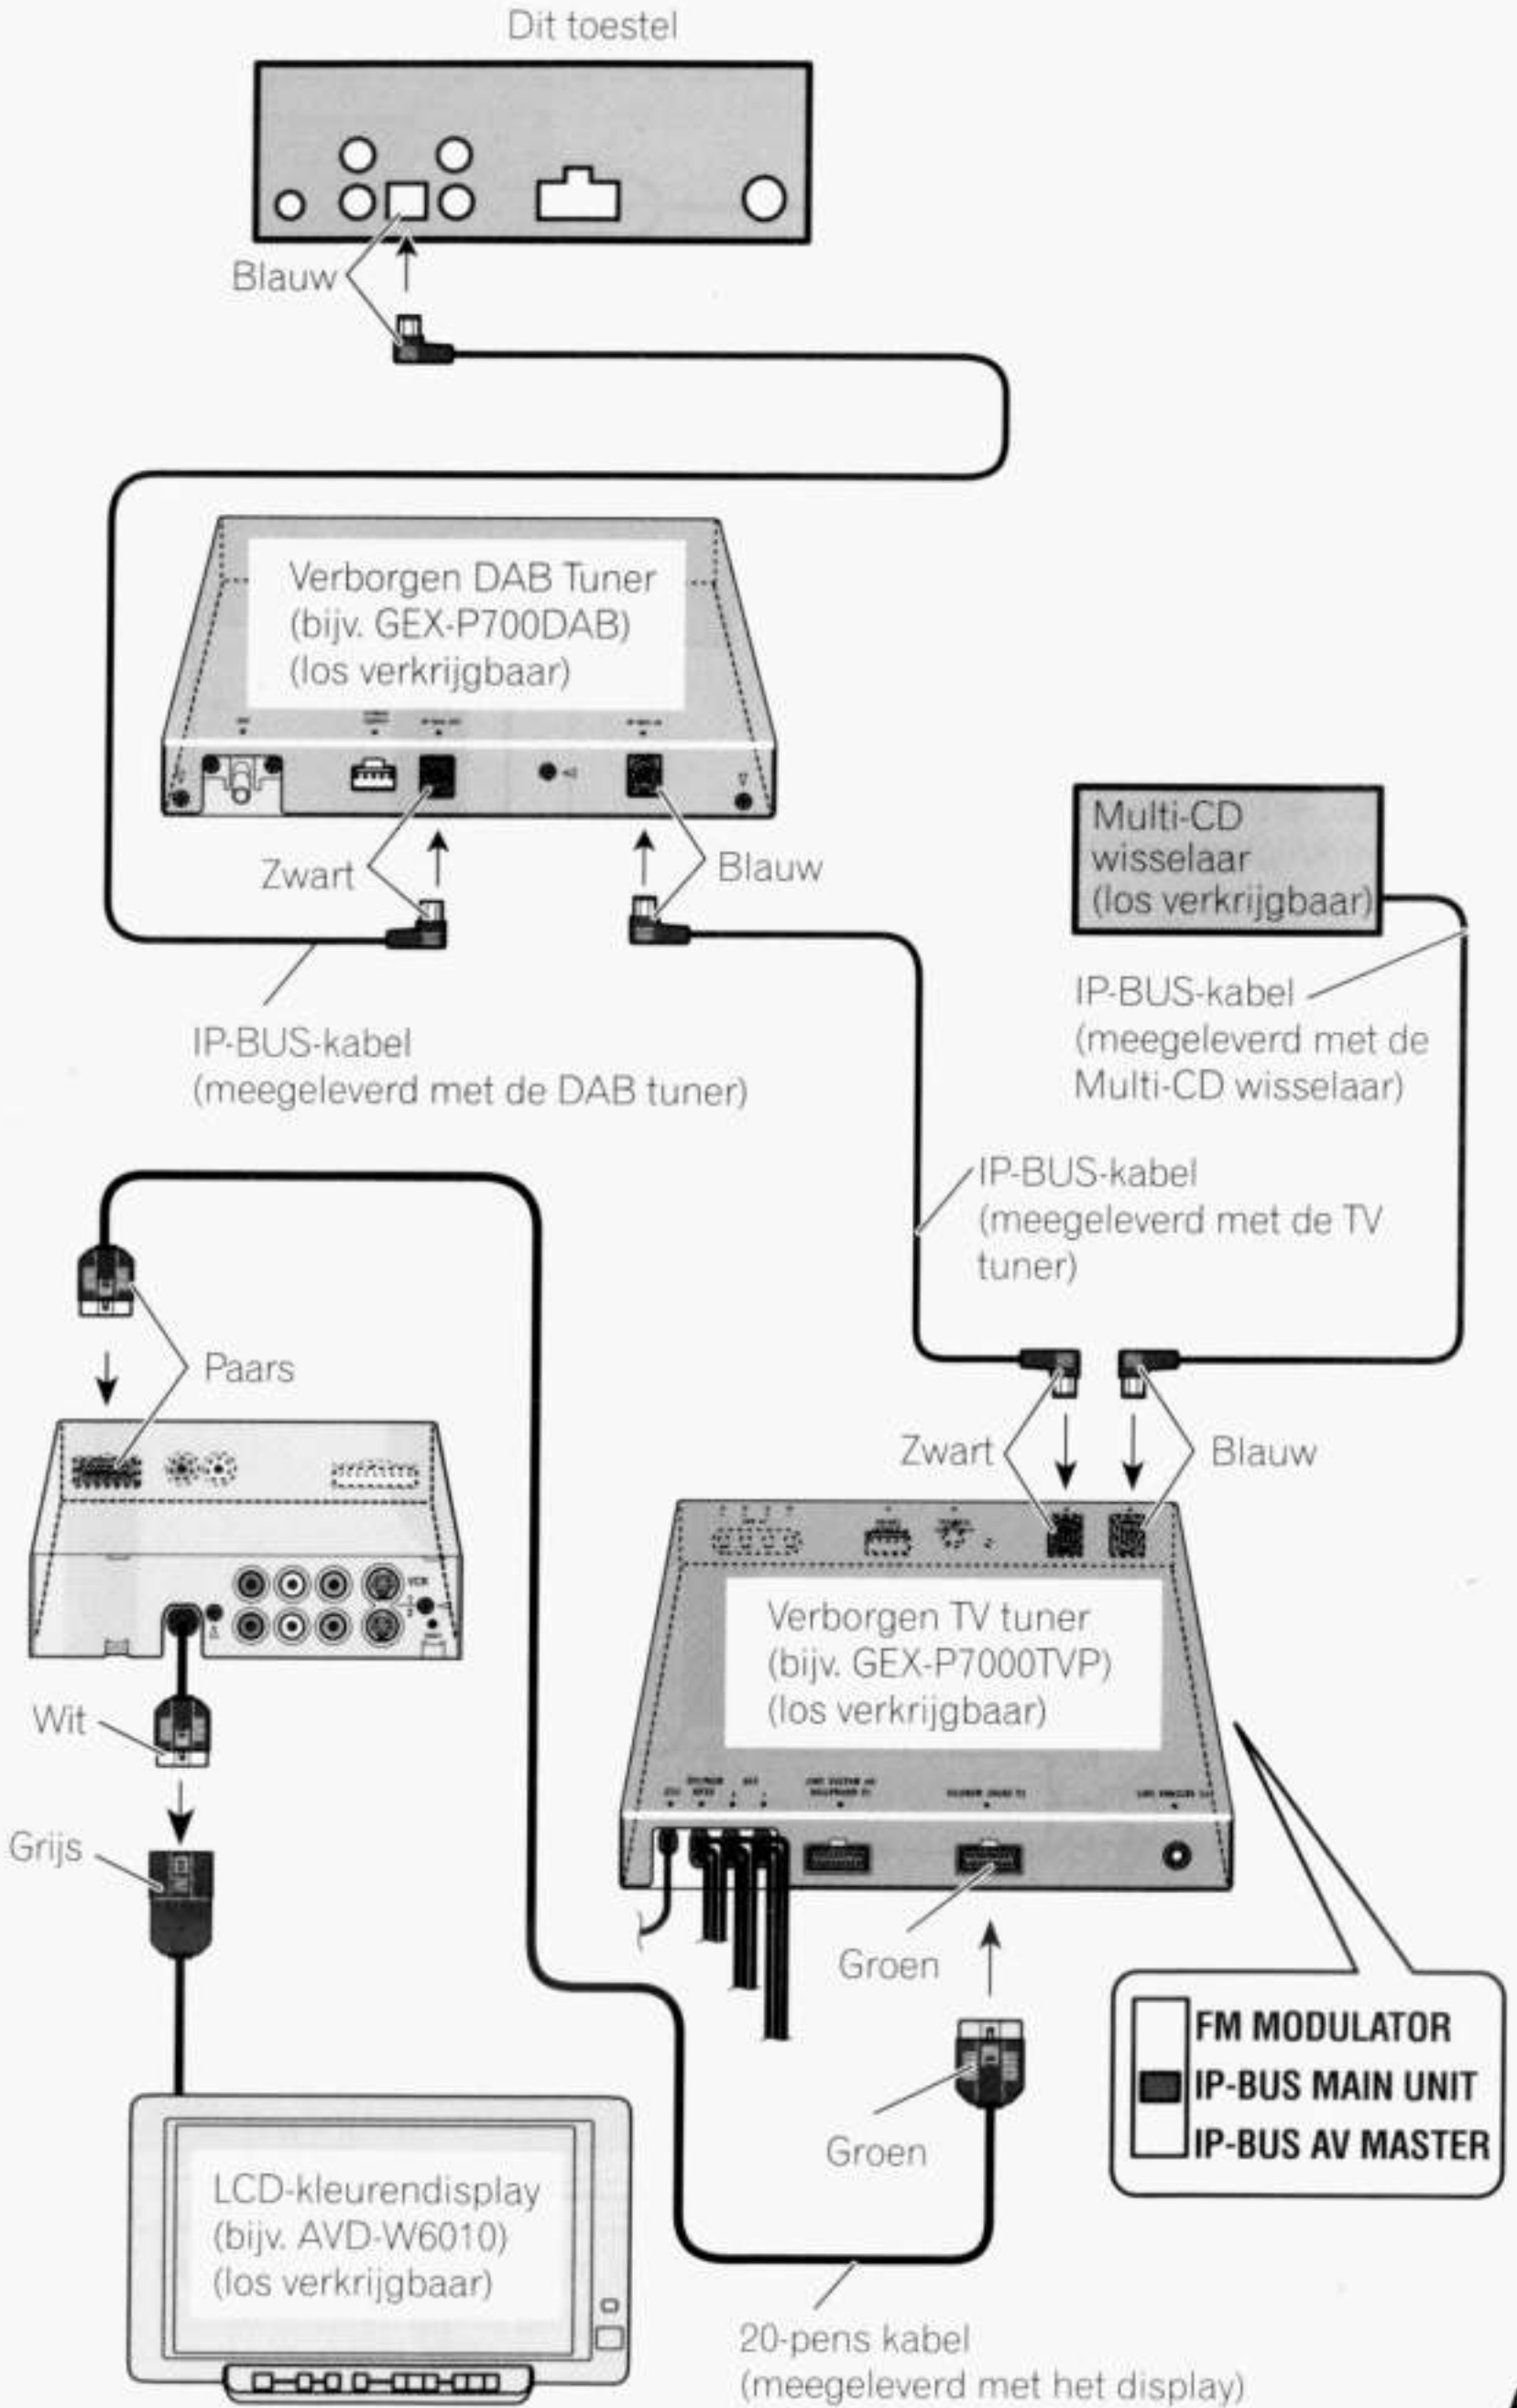 Dit toestel
Blauw
Verborgen DAB Tuner
(bijv. GEX-P700DAB)
(los verkrijgbaar)
Zwart
Blauw
Multi-CD
wisselaar
(los verkrijgbaar)
IP-BUS-kabel
(meegeleverd met de DAB tuner)
IP-BUS-kabel
(meegeleverd met de
Multi-CD wisselaar)
IP-BUS-kabel
(meegeleverd met de TV
tuner)
Paars
Zwart
Blauw
VCR
Verborgen TV tuner
(bijv. GEX-P7000TVP)
(los verkrijgbaar)
Wit
Grijs
Groen
FM MODULATOR
IP-BUS MAIN UNIT
IP-BUS AV MASTER
Groen
LCD-kleurendisplay
(bijv. AVD-W6010)
(los verkrijgbaar)
20-pens kabel
(meegeleverd met het display)